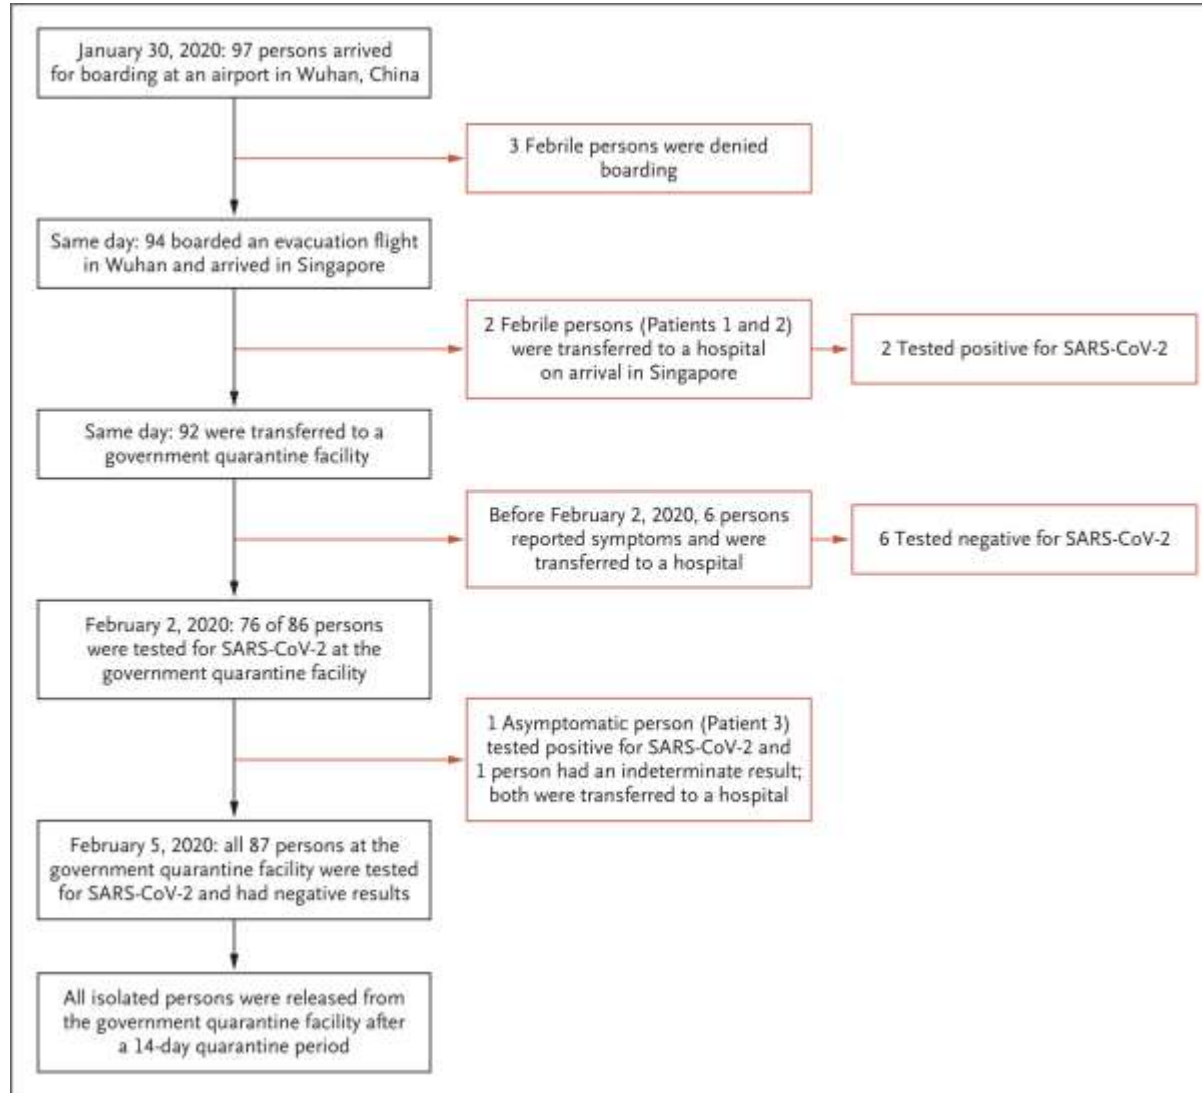 January 30, 2020: 97 persons arrived
for boarding at an airport in Wuhan, China
3 Febrile persons were denied
boarding
Same day: 94 boarded an evacuation flight
in Wuhan and arrived in Singapore
2 Febrile persons (Patients 1 and 2)
were transferred to a hospital
on arrival in Singapore
2 Tested positive for SARS-CoV-2
Same day: 92 were transferred to a
government quarantine facility
Before February 2, 2020, 6 persons
reported symptoms and were
transferred to a hospital
6 Tested negative for SARS-CoV-2
February 2, 2020: 76 of 86 persons
were tested for SARS-CoV-2 at the
government quarantine facility
1 Asymptomatic person (Patient 3)
tested positive for SARS-CoV-2 and
1 person had an indeterminate result;
both were transferred to a hospital
February 5, 2020: all 87 persons at the
government quarantine facility were tested
for SARS-CoV-2 and had negative results
All isolated persons were released from
the government quarantine facility after
a 14-day quarantine period